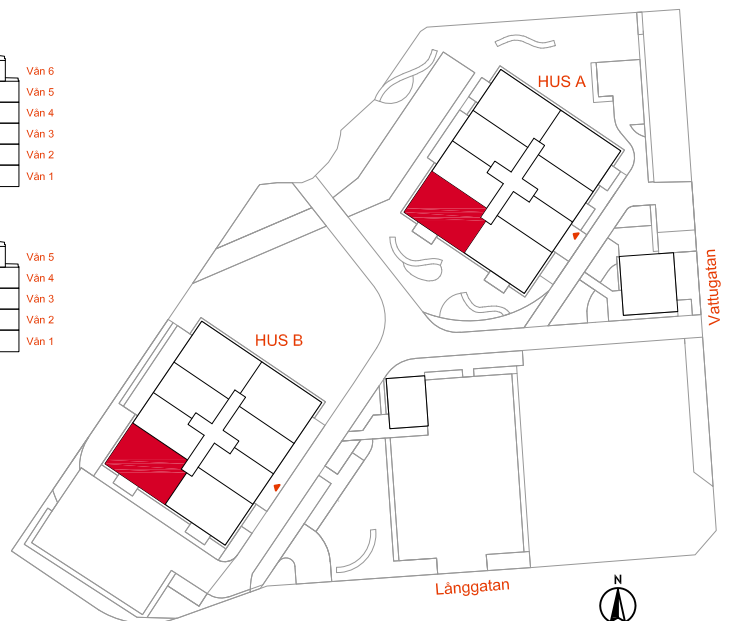 Vån 6
Vån 5
Vån 4
Vån 3
Vån 2
Vån 1
Vån 5
Vån 4
Vån 3
Vån 2
Vån 1
HUS A
HUS B
Vattugatan
Långgatan
N